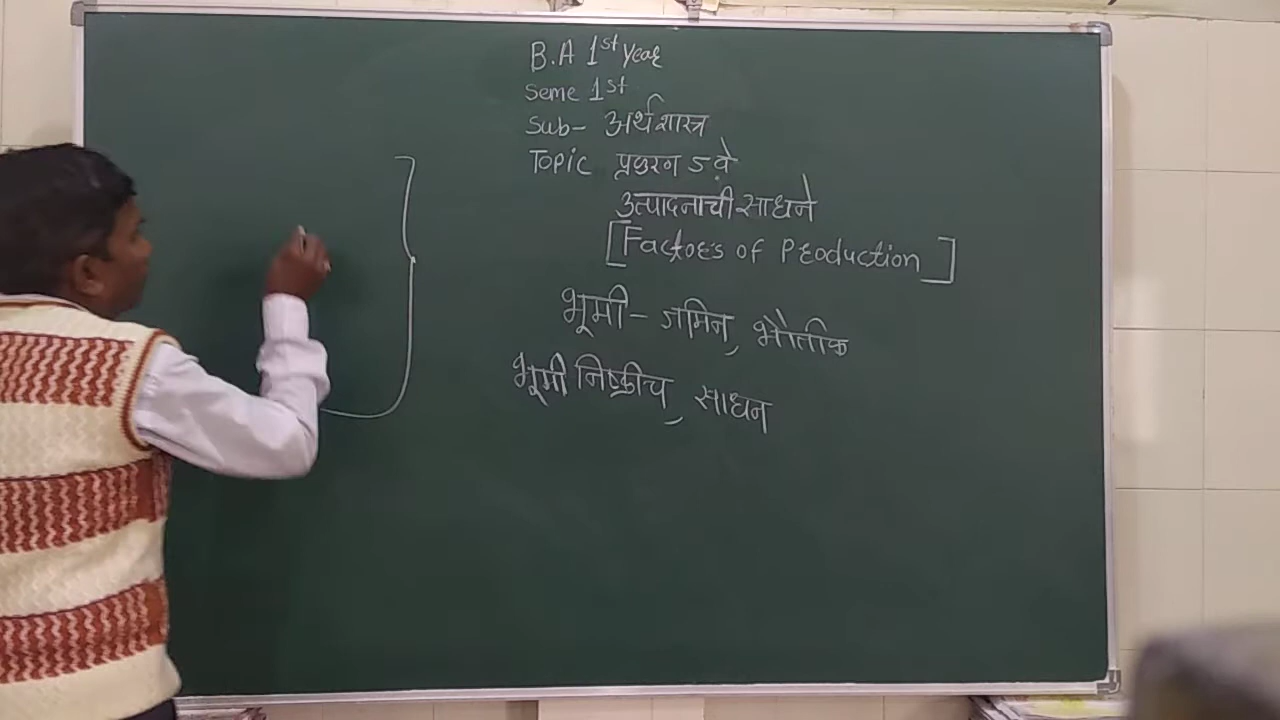 B.A 1st year
Seme 1st
Sub- अर्थशास्त्र
Topic प्रकरण 5 वे
उत्पादनाची साधने
[Factors of Production]
भूमी - जमिन, भौतीक
भूमी निष्क्रीय, साधन